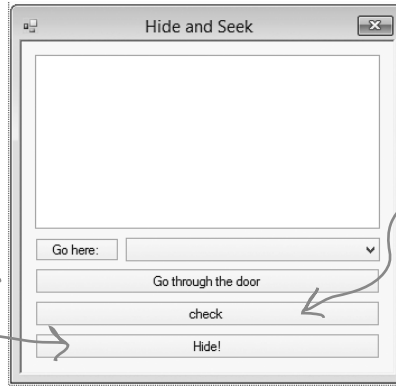 Hide and Seek
Go here:
Go through the door
check
Hide!